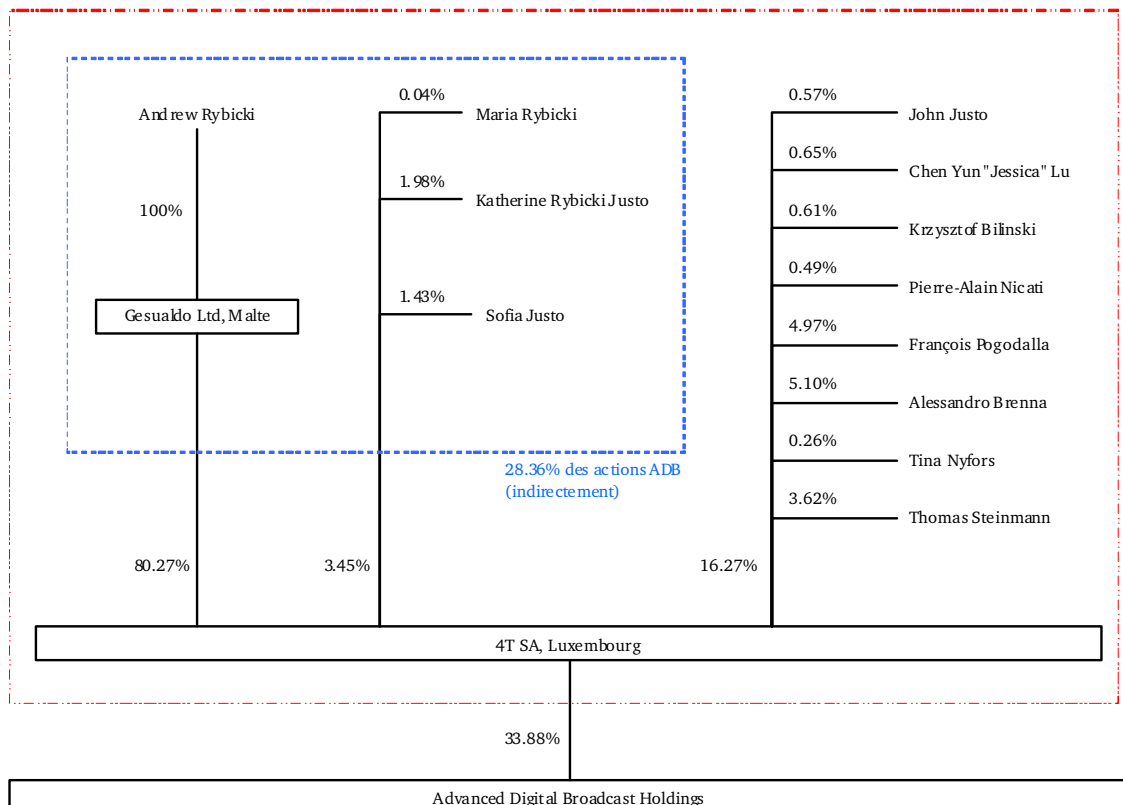 Andrew Rybicki
100%
Gesualdo Ltd, Malte
80.27%
0.04%
Maria Rybicki
1.98%
Katherine Rybicki Justo
1.43%
Sofia Justo
3.45%
28.36% des actions ADB
(indirectement)
0.57%
John Justo
0.65%
Chen Yun "Jessica" Lu
0.61%
Krzysztof Bilinski
0.49%
Pierre-Alain Nicati
4.97%
François Pogodalla
5.10%
Alessandro Brenna
0.26%
Tina Nyfors
3.62%
Thomas Steinmann
16.27%
4T SA, Luxembourg
33.88%
Advanced Digital Broadcast Holdings